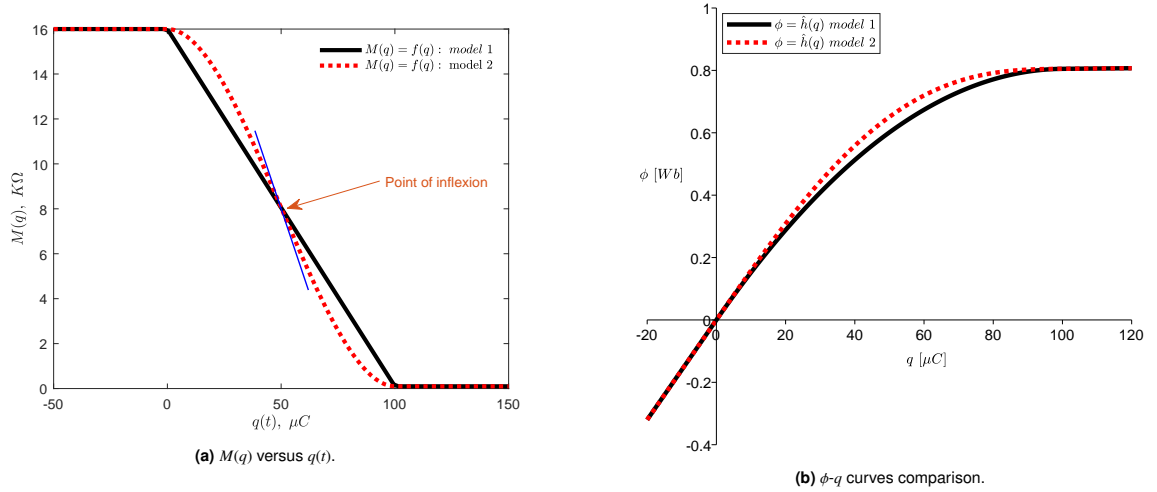 16
14
12
10
8
6
4
2
0
M(q), KΩ
M(q) = f(q) : model 1
M(q) = f(q) : model 2
Point of inflexion
-50
0
50
100
150
q(t), μC
(a) M(q) versus q(t).
1
0.8
0.6
0.4
0.2
0
-0.2
-0.4
ϕ [Wb]
ϕ = ĥ(q) model 1
ϕ = ĥ(q) model 2
-20
0
20
40
60
80
100
120
q [μC]
(b) ϕ-q curves comparison.